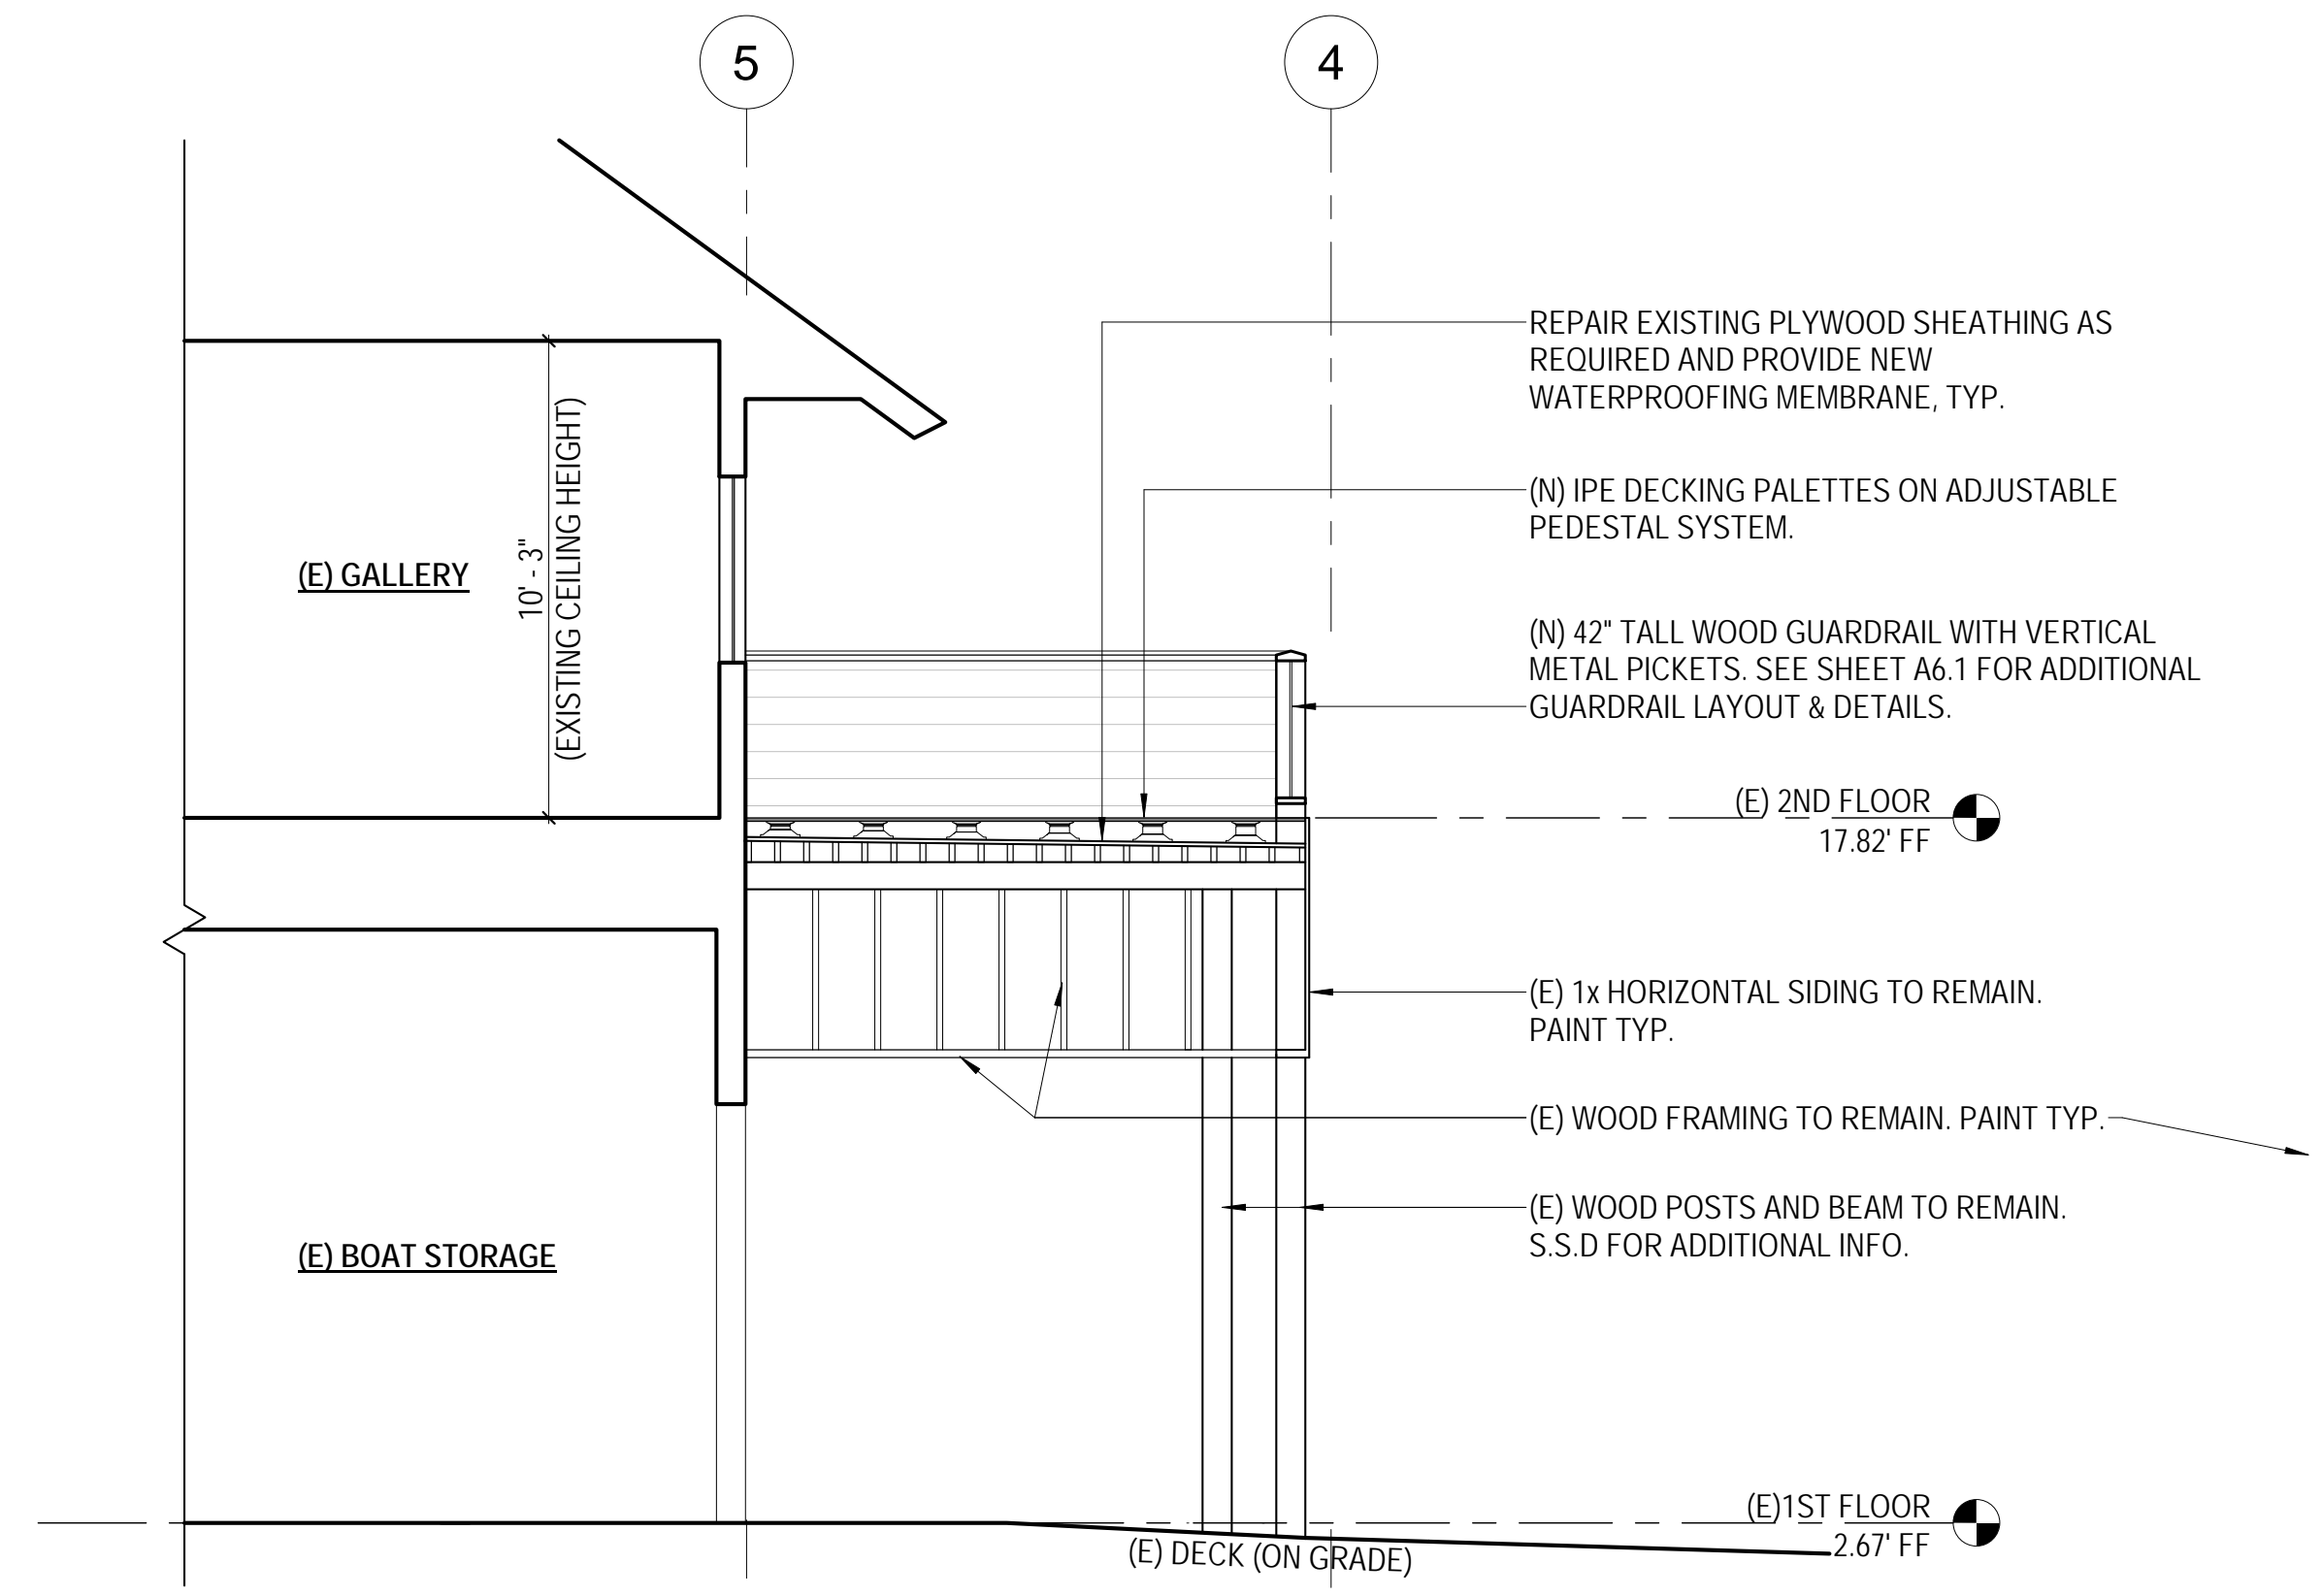 5
4
REPAIR EXISTING PLYWOOD SHEATHING AS
REQUIRED AND PROVIDE NEW
WATERPROOFING MEMBRANE, TYP.
(N) IPE DECKING PALETTES ON ADJUSTABLE
PEDESTAL SYSTEM.
(E) GALLERY
10' - 3"
(EXISTING CEILING HEIGHT)
(N) 42" TALL WOOD GUARDRAIL WITH VERTICAL
METAL PICKETS. SEE SHEET A6.1 FOR ADDITIONAL
GUARDRAIL LAYOUT & DETAILS.
(E) 2ND FLOOR
17.82' FF
(E) 1x HORIZONTAL SIDING TO REMAIN.
PAINT TYP.
(E) WOOD FRAMING TO REMAIN. PAINT TYP.
(E) WOOD POSTS AND BEAM TO REMAIN.
S.S.D FOR ADDITIONAL INFO.
(E) BOAT STORAGE
(E)1ST FLOOR
2.67' FF
(E) DECK (ON GRADE)